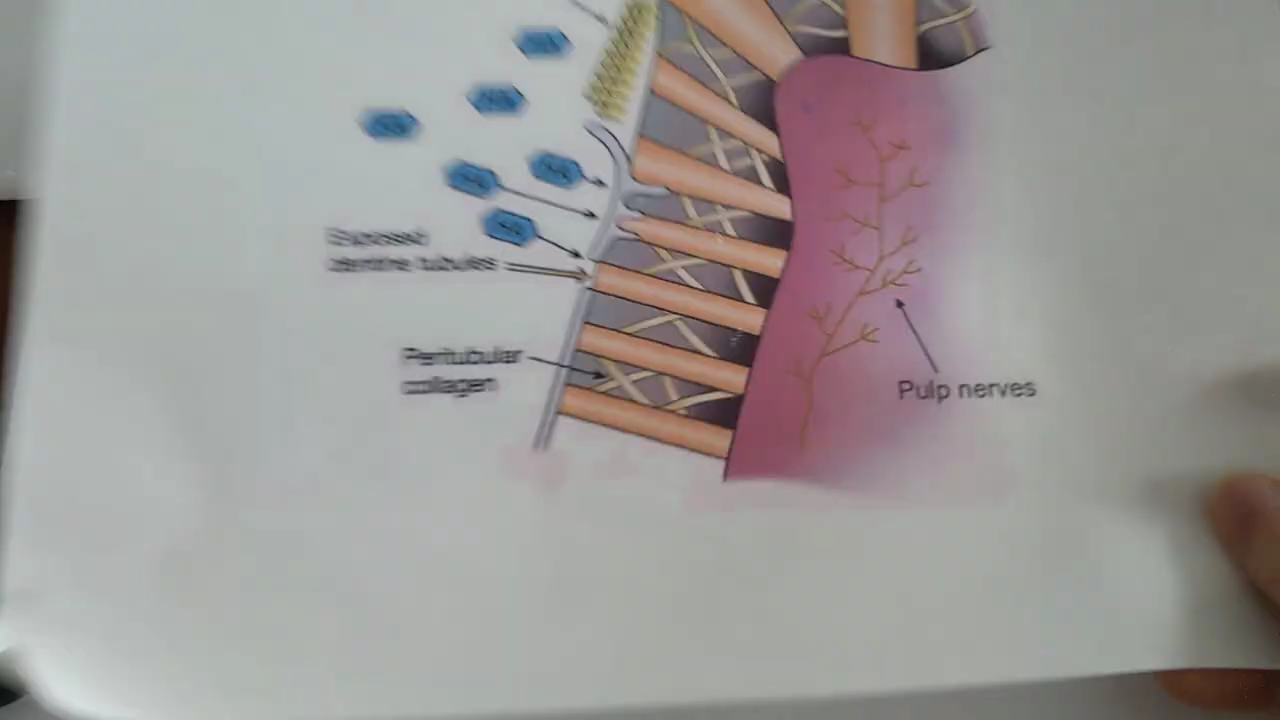 Exposed
dentine tubules
Peritubular
collagen
Pulp nerves